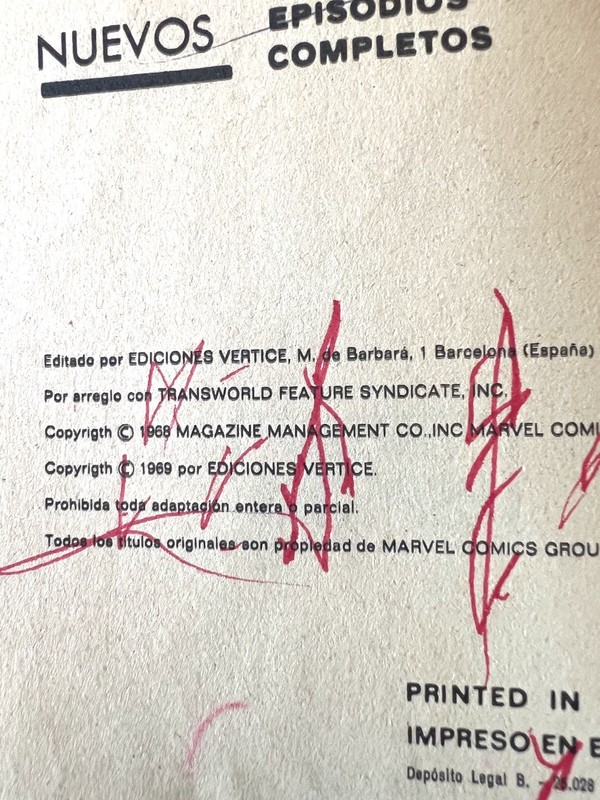 NUEVOS EPISODIOS
COMPLETOS
Editado por EDICIONES VERTICE, M. de Barbará, 1 Barcelona (España)
Por arreglo con TRANSWORLD FEATURE SYNDICATE, INC.
Copyrigth © 1968 MAGAZINE MANAGEMENT CO.,INC MARVEL COMI
Copyrigth © 1969 por EDICIONES VERTICE.
Prohibida toda adaptación entera o parcial.
Todos los títulos originales son propiedad de MARVEL COMICS GROU
PRINTED IN
IMPRESO EN E
Depósito Legal B. - 26.028